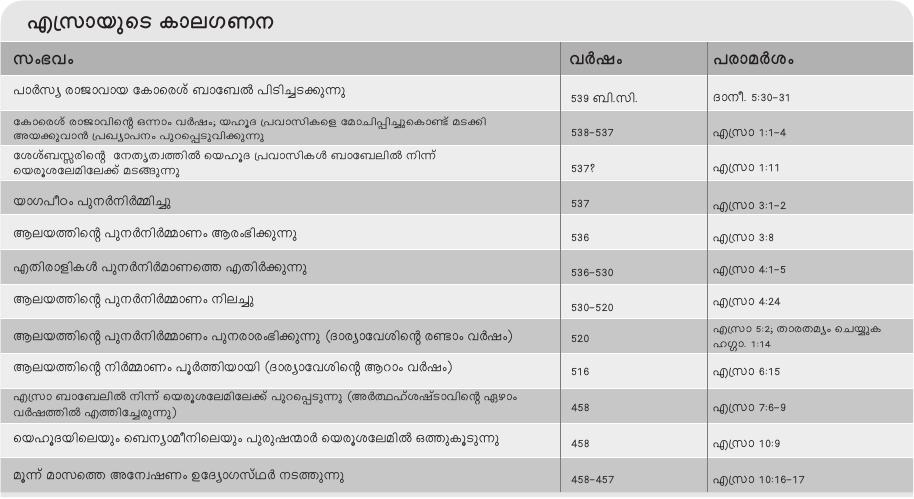 എസ്രായുടെ കാലഗണന
സംഭവം വർഷം പരാമർശം
പാർസ്യ രാജാവായ കോരെശ് ബാബേൽ പിടിച്ചടക്കുന്നു 539 ബി.സി. ദാനീ. 5:30–31
കോരെശ് രാജാവിന്റെ ഒന്നാം വർഷം; യഹൂദ പ്രവാസികളെ മോചിപ്പിച്ചുകൊണ്ട് മടക്കി
അയക്കുവാൻ പ്രഖ്യാപനം പുറപ്പെടുവിക്കുന്നു 538–537 എസ്രാ 1:1–4
ശേശ്ബസ്സരിന്റെ നേതൃത്വത്തിൽ യെഹൂദ പ്രവാസികൾ ബാബേലിൽ നിന്ന്
യെരൂശലേമിലേക്ക് മടങ്ങുന്നു 537? എസ്രാ 1:11
യാഗപീഠം പുനർനിർമ്മിച്ചു 537 എസ്രാ 3:1–2
ആലയത്തിന്റെ പുനർനിർമ്മാണം ആരംഭിക്കുന്നു 536 എസ്രാ 3:8
എതിരാളികൾ പുനർനിർമാണത്തെ എതിർക്കുന്നു 536–530 എസ്രാ 4:1–5
ആലയത്തിന്റെ പുനർനിർമ്മാണം നിലച്ചു 530–520 എസ്രാ 4:24
ആലയത്തിന്റെ പുനർനിർമ്മാണം പുനരാരംഭിക്കുന്നു (ദാര്യാവേശിന്റെ രണ്ടാം വർഷം) 520 എസ്രാ 5:2; താരതമ്യം ചെയ്യുക
ഹഗ്ഗാ. 1:14
ആലയത്തിന്റെ നിർമ്മാണം പൂർത്തിയായി (ദാര്യാവേശിന്റെ ആറാം വർഷം) 516 എസ്രാ 6:15
എസ്രാ ബാബേലിൽ നിന്ന് യെരൂശലേമിലേക്ക് പുറപ്പെടുന്നു (അർത്ഥഹ്ശഷ്ടാവിന്റെ ഏഴാം
വർഷത്തിൽ എത്തിച്ചേരുന്നു) 458 എസ്രാ 7:6–9
യെഹൂദയിലെയും ബെന്യാമീനിലെയും പുരുഷന്മാർ യെരൂശലേമിൽ ഒത്തുകൂടുന്നു 458 എസ്രാ 10:9
മൂന്ന് മാസത്തെ അന്വേഷണം ഉദ്യോഗസ്ഥർ നടത്തുന്നു 458–457 എസ്രാ 10:16–17